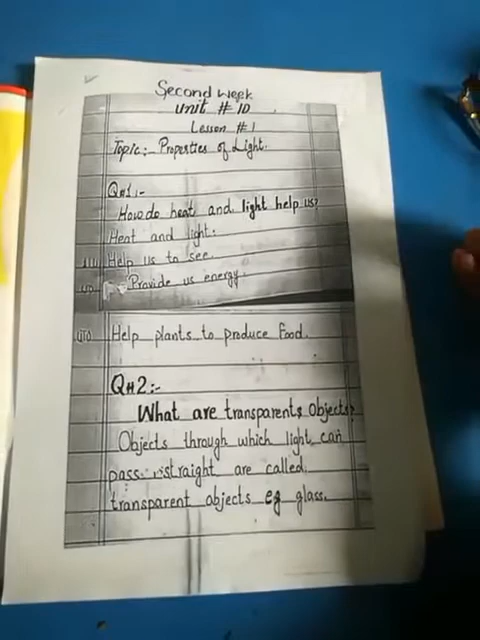 Second week
Unit # 10
Lesson #1
Topic:- Properties of Light.
Q#1:-
How do heat and light help us?
Heat and light:
Help us to see.
Provide us energy.
Help plants to produce Food.
Q#2:-
What are transparents Objects?
Objects through which light can
pass straight are called
transparent objects eg glass.